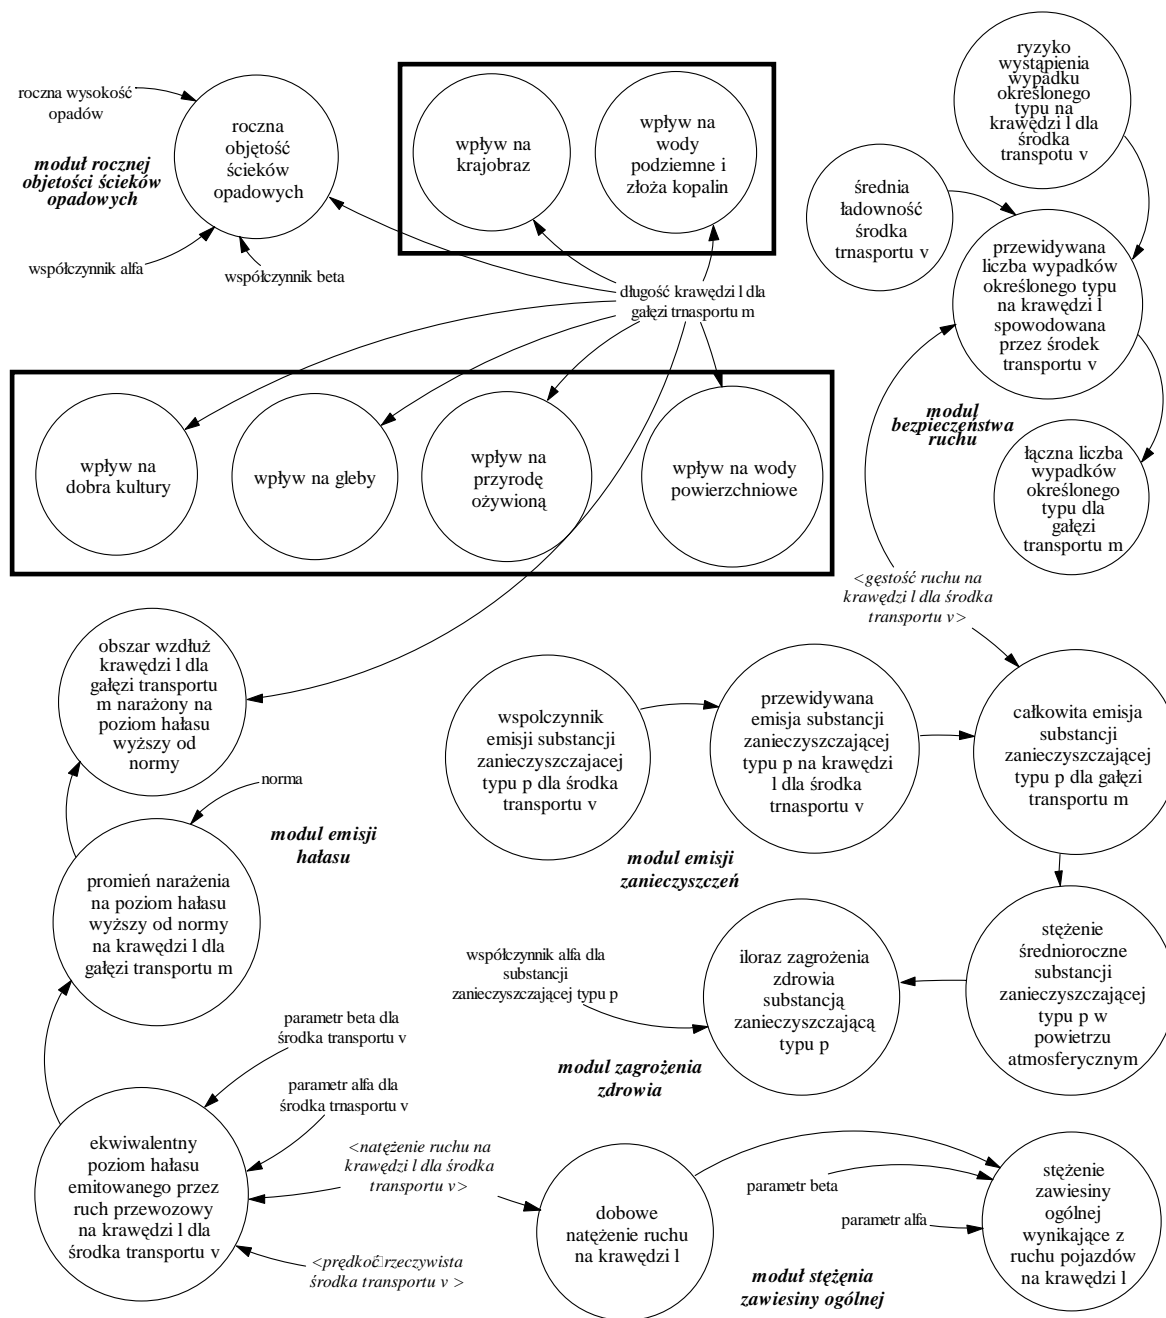 roczna wysokość
opadów
moduł rocznej
objetości ścieków
opadowych
roczna
objętość
ścieków
opadowych
współczynnik alfa
współczynnik beta
wpływ na
krajobraz
wpływ na
wody
podziemne i
złoża kopalin
ryzyko
wystąpienia
wypadku
określonego
typu na
krawędzi l dla
środka
transpotu v
średnia
ładowność
środka
trnasportu v
przewidywana
liczba wypadków
określonego typu
na krawędzi l
spowodowana
przez środek
transportu v
długość krawędzi l dla
gałęzi trnasportu m
moduł
bezpieczeństwa
ruchu
łączna liczba
wypadków
określonego
typu dla
gałęzi
transportu m
wpływ na
dobra kultury
wpływ na gleby
wpływ na
przyrodę
ożywioną
wpływ na wody
powierzchniowe
<gęstość ruchu na
krawędzi l dla środka
transportu v>
obszar wzdłuż
krawędzi l dla
gałęzi transportu
m narażony na
poziom hałasu
wyższy od
normy
norma
moduł emisji
hałasu
wspolczynnik
emisji substancji
zanieczyszczajacej
typu p dla środka
transportu v
przewidywana
emisja substancji
zanieczyszczającej
typu p na krawędzi
l dla środka
trnasportu v
całkowita emisja
substancji
zanieczyszczającej
typu p dla gałęzi
transportu m
moduł emisji
zanieczyszczeń
promień narażenia
na poziom hałasu
wyższy od normy
na krawędzi l dla
gałęzi transportu m
współczynnik alfa dla
substancji
zanieczyszczającej typu p
iloraz zagrożenia
zdrowia
substancją
zanieczyszczającą
typu p
stężenie
średnioroczne
substancji
zanieczyszczającej
typu p w
powietrzu
atmosferycznym
moduł zagrożenia
zdrowia
parametr beta dla
środka transportu v
parametr alfa dla
środka trnasportu v
ekwiwalentny
poziom hałasu
emitowanego przez
ruch przewozowy
na krawędzi l dla
środka transportu v
<natężenie ruchu na
krawędzi l dla środka
transportu v>
<prędkoć rzeczywista
środka transportu v >
dobowe
natężenie ruchu
na krawędzi l
parametr beta
parametr alfa
stężenie
zawiesiny
ogólnej
wynikające z
ruchu pojazdów
na krawędzi l
moduł stężenia
zawiesiny ogólnej